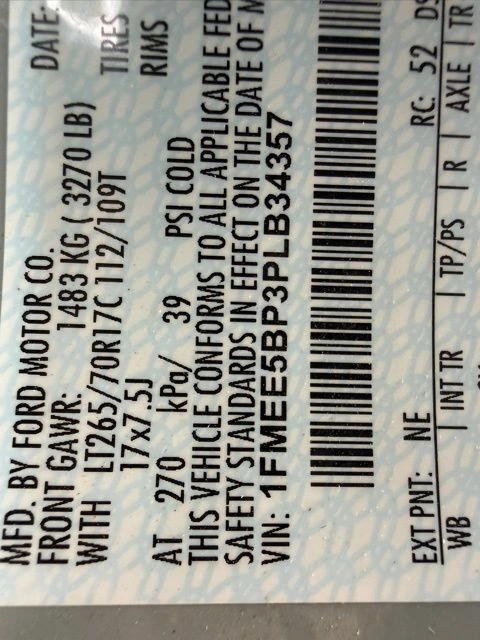 MFD. BY FORD MOTOR CO. DATE:
FRONT GAWR: 1483 KG ( 3270 LB)
WITH LT265/70R17C 112/109T TIRES
17x7.5J RIMS
AT 270 kPa/ 39 PSI COLD
THIS VEHICLE CONFORMS TO ALL APPLICABLE FED
SAFETY STANDARDS IN EFFECT ON THE DATE OF M
VIN: 1FMEE5BP3PLB34357
EXT PNT: NE RC: 52
WB | INT TR | TP/PS | R | AXLE | TR